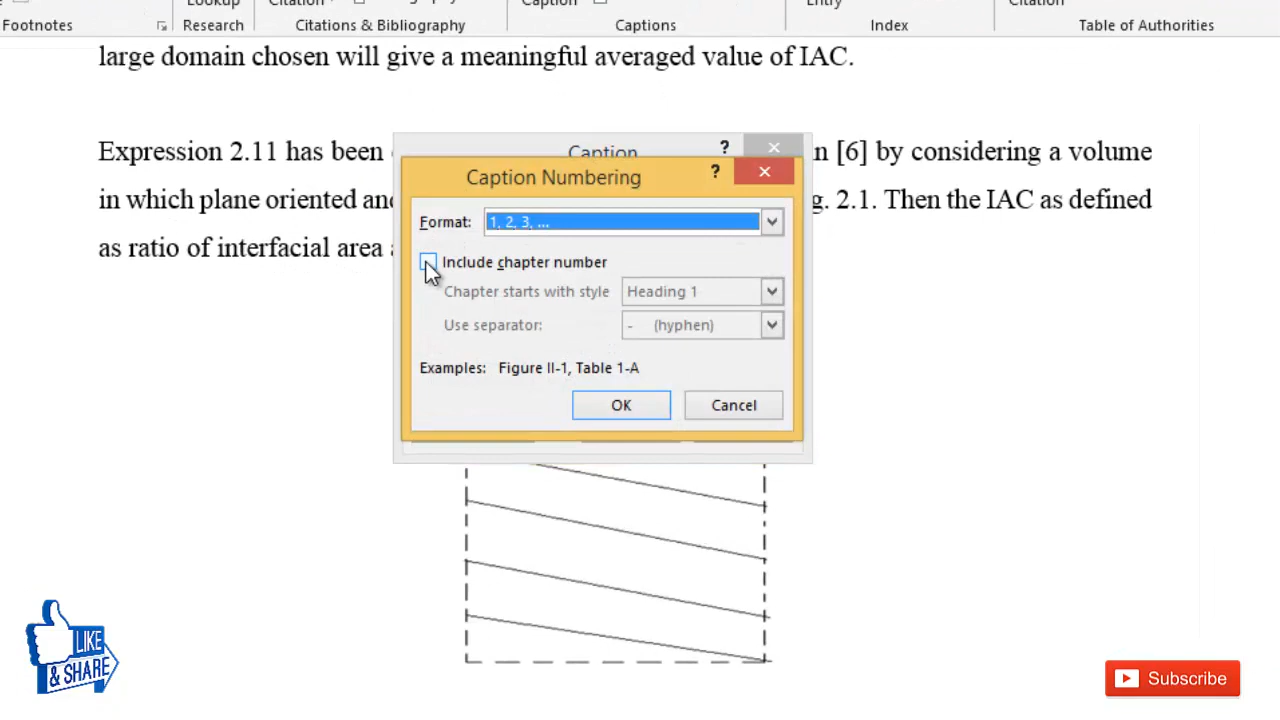 Lookup
Citation
Caption
Entry
Citation
Footnotes
Research
Citations & Bibliography
Captions
Index
Table of Authorities
large domain chosen will give a meaningful averaged value of IAC.
Expression 2.11 has been
n [6] by considering a volume
in which plane oriented and
g. 2.1. Then the IAC as defined
as ratio of interfacial area
? Caption ×
Caption Numbering ? ×
Format: 1, 2, 3, ...
Include chapter number
Chapter starts with style Heading 1
Use separator: - (hyphen)
Examples: Figure II-1, Table 1-A
OK Cancel
LIKE
& SHARE
Subscribe